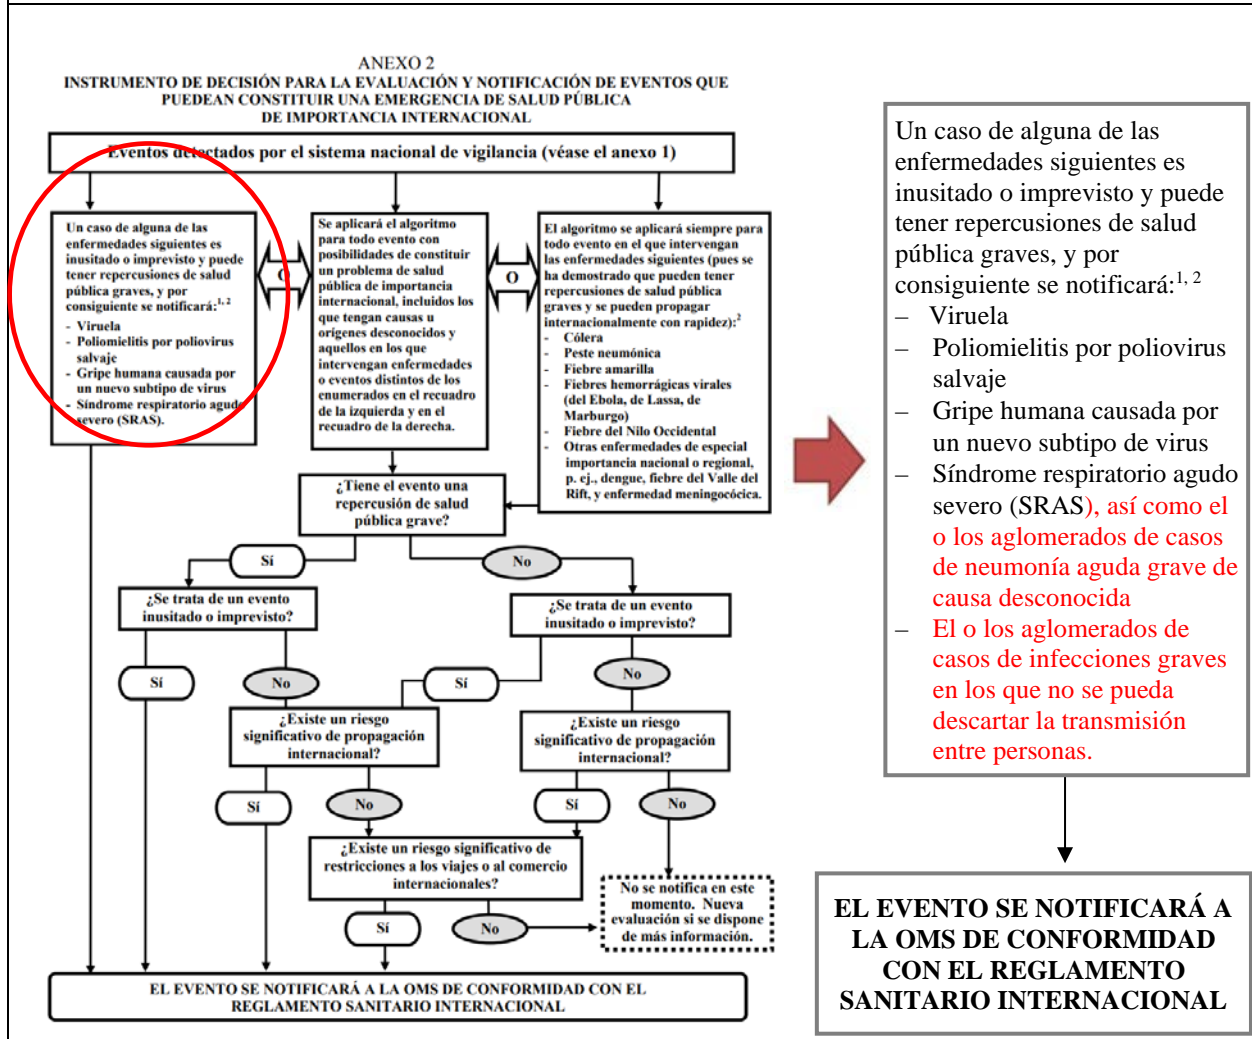 ANEXO 2
INSTRUMENTO DE DECISIÓN PARA LA EVALUACIÓN Y NOTIFICACIÓN DE EVENTOS QUE
PUEDEAN CONSTITUIR UNA EMERGENCIA DE SALUD PÚBLICA
DE IMPORTANCIA INTERNACIONAL
Eventos detectados por el sistema nacional de vigilancia (véase el anexo 1)
Un caso de alguna de las
enfermedades siguientes es
inusitado o imprevisto y puede
tener repercusiones de salud
pública graves, y por
consiguiente se notificará:1, 2
- Viruela
- Poliomielitis por poliovirus
salvaje
- Gripe humana causada por
un nuevo subtipo de virus
- Síndrome respiratorio agudo
severo (SRAS).
O
Se aplicará el algoritmo
para todo evento con
posibilidades de constituir
un problema de salud
pública de importancia
internacional, incluidos los
que tengan causas u
orígenes desconocidos y
aquellos en los que
intervengan enfermedades
o eventos distintos de los
enumerados en el recuadro
de la izquierda y en el
recuadro de la derecha.
O
El algoritmo se aplicará siempre para
todo evento en el que intervengan
las enfermedades siguientes (pues se
ha demostrado que pueden tener
repercusiones de salud pública
graves y se pueden propagar
internacionalmente con rapidez):2
- Cólera
- Peste neumónica
- Fiebre amarilla
- Fiebres hemorrágicas virales
(del Ebola, de Lassa, de
Marburgo)
- Fiebre del Nilo Occidental
- Otras enfermedades de especial
importancia nacional o regional,
p. ej., dengue, fiebre del Valle del
Rift, y enfermedad meningocócica.
¿Tiene el evento una
repercusión de salud
pública grave?
Sí
No
¿Se trata de un evento
inusitado o imprevisto?
¿Se trata de un evento
inusitado o imprevisto?
Sí
No
Sí
No
¿Existe un riesgo
significativo de propagación
internacional?
¿Existe un riesgo
significativo de propagación
internacional?
Sí
No
Sí
No
¿Existe un riesgo significativo de
restricciones a los viajes o al comercio
internacionales?
No se notifica en este
momento. Nueva
evaluación si se dispone
de más información.
Sí
No
EL EVENTO SE NOTIFICARÁ A LA OMS DE CONFORMIDAD CON EL
REGLAMENTO SANITARIO INTERNACIONAL
Un caso de alguna de las
enfermedades siguientes es
inusitado o imprevisto y puede
tener repercusiones de salud
pública graves, y por
consiguiente se notificará:1, 2
– Viruela
– Poliomielitis por poliovirus
salvaje
– Gripe humana causada por
un nuevo subtipo de virus
– Síndrome respiratorio agudo
severo (SRAS), así como el
o los aglomerados de casos
de neumonía aguda grave de
causa desconocida
– El o los aglomerados de
casos de infecciones graves
en los que no se pueda
descartar la transmisión
entre personas.
EL EVENTO SE NOTIFICARÁ A
LA OMS DE CONFORMIDAD
CON EL REGLAMENTO
SANITARIO INTERNACIONAL